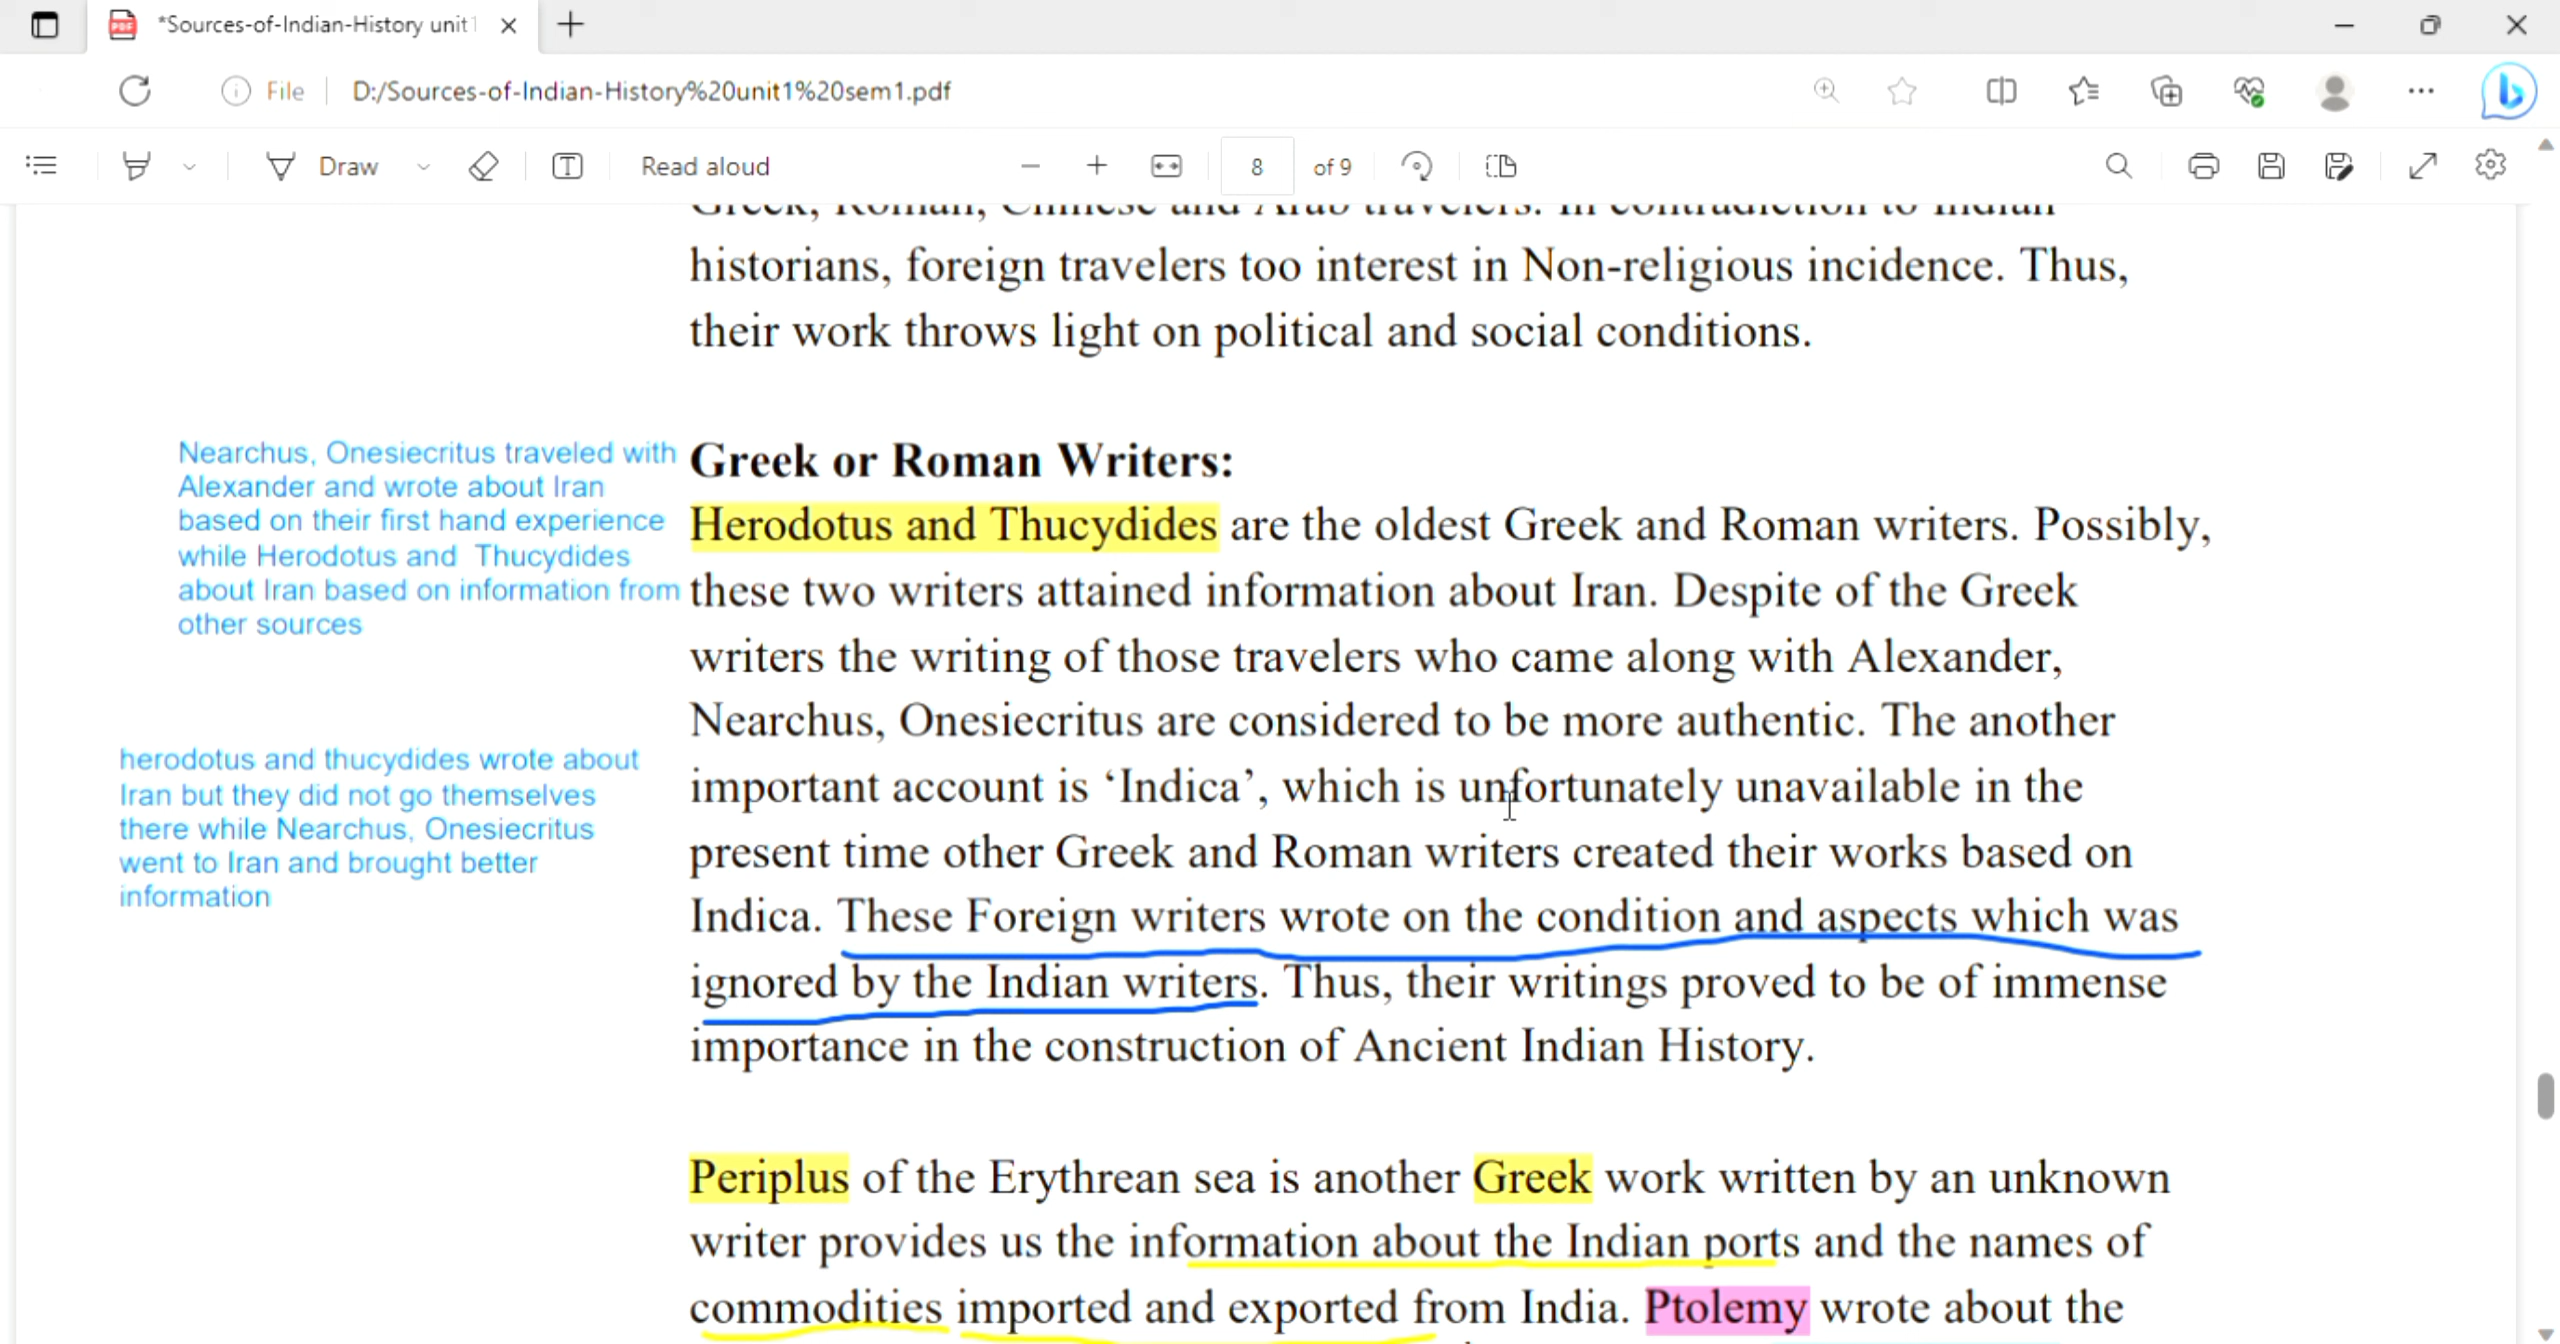 *Sources-of-Indian-History unit1
File
D:/Sources-of-Indian-History%20unit1%20sem1.pdf
Draw
Read aloud
8
of 9
Greek, Roman, Chinese and Arab travelers. In contradiction to Indian
historians, foreign travelers too interest in Non-religious incidence. Thus,
their work throws light on political and social conditions.
Nearchus, Onesiecritus traveled with
Alexander and wrote about Iran
based on their first hand experience
while Herodotus and Thucydides
about Iran based on information from
other sources
herodotus and thucydides wrote about
Iran but they did not go themselves
there while Nearchus, Onesiecritus
went to Iran and brought better
information
Greek or Roman Writers:
Herodotus and Thucydides are the oldest Greek and Roman writers. Possibly,
these two writers attained information about Iran. Despite of the Greek
writers the writing of those travelers who came along with Alexander,
Nearchus, Onesiecritus are considered to be more authentic. The another
important account is ‘Indica’, which is unfortunately unavailable in the
present time other Greek and Roman writers created their works based on
Indica. These Foreign writers wrote on the condition and aspects which was
ignored by the Indian writers. Thus, their writings proved to be of immense
importance in the construction of Ancient Indian History.
Periplus of the Erythrean sea is another Greek work written by an unknown
writer provides us the information about the Indian ports and the names of
commodities imported and exported from India. Ptolemy wrote about the